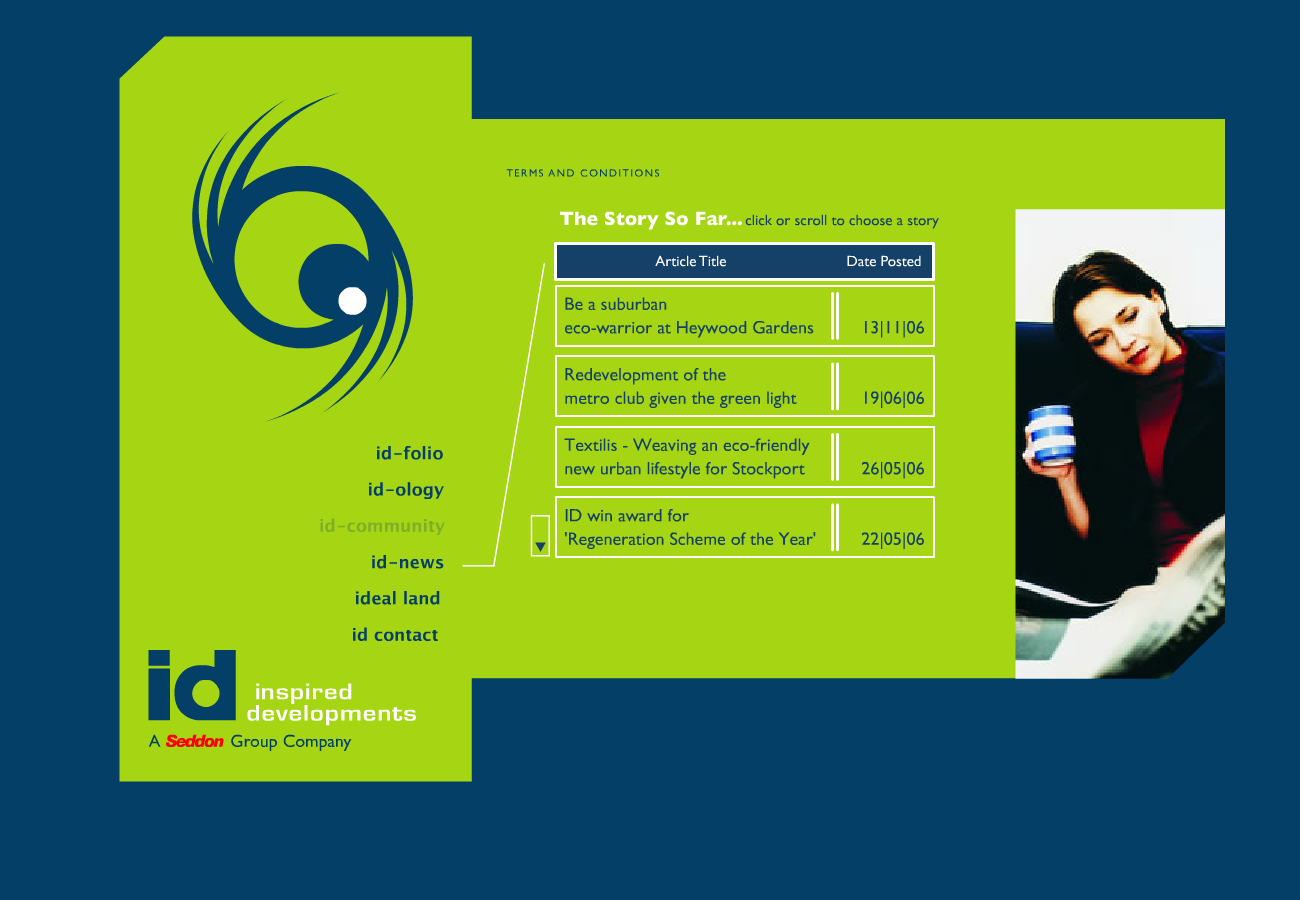 TERMS AND CONDITIONS
The Story So Far... click or scroll to choose a story
Article Title Date Posted
Be a suburban
eco-warrior at Heywood Gardens 13|11|06
Redevelopment of the
metro club given the green light 19|06|06
Textilis - Weaving an eco-friendly
new urban lifestyle for Stockport 26|05|06
ID win award for
'Regeneration Scheme of the Year' 22|05|06
id-folio
id-ology
id-community
id-news
ideal land
id contact
id inspired
developments
A Seddon Group Company